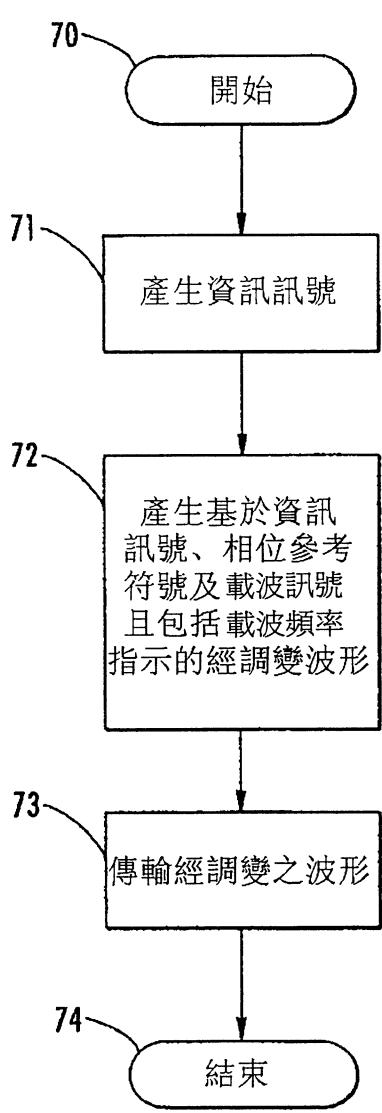 70
開始
71
產生資訊訊號
72
產生基於資訊
訊號、相位參考
符號及載波訊號
且包括載波頻率
指示的經調變波形
73
傳輸經調變之波形
74
結束